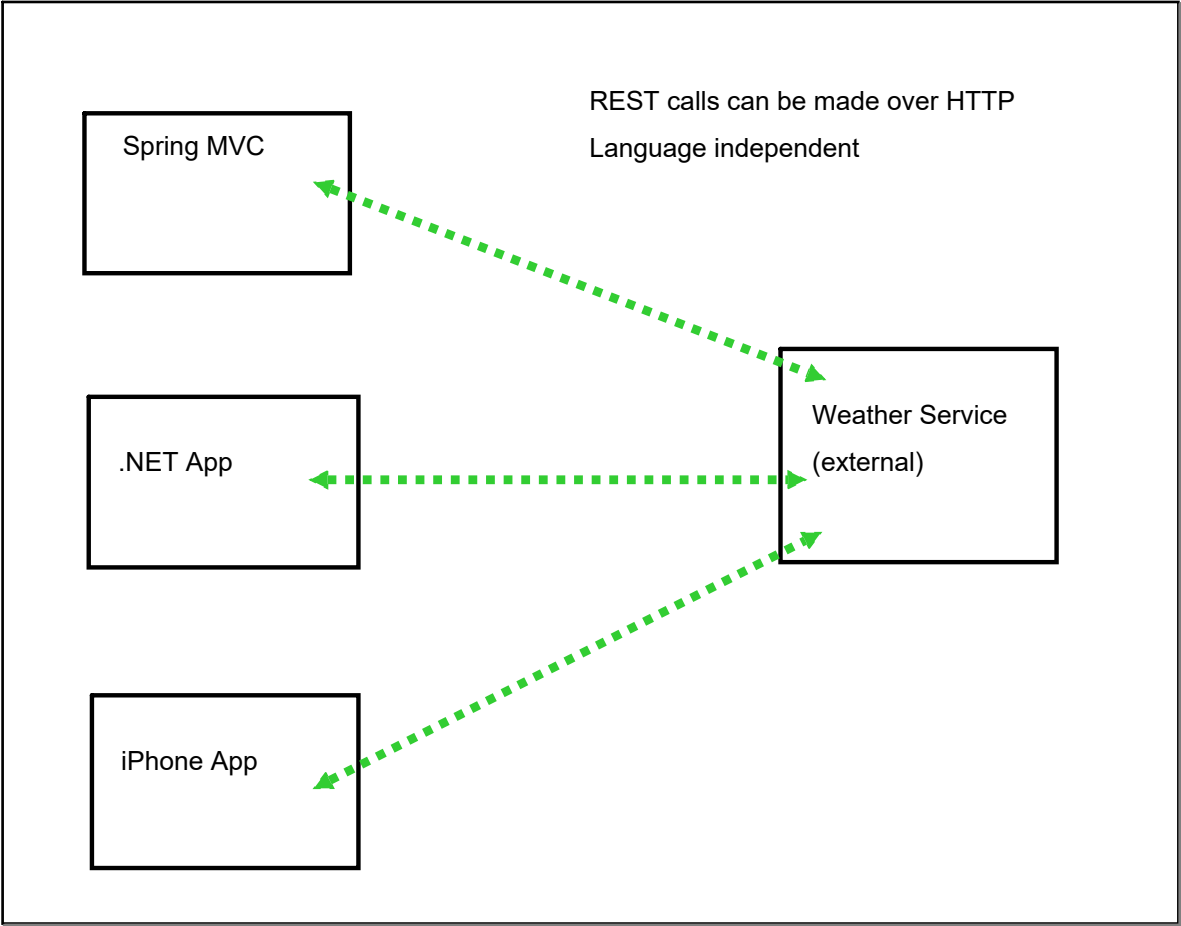 REST calls can be made over HTTP
Language independent
Spring MVC
Weather Service
(external)
.NET App
iPhone App